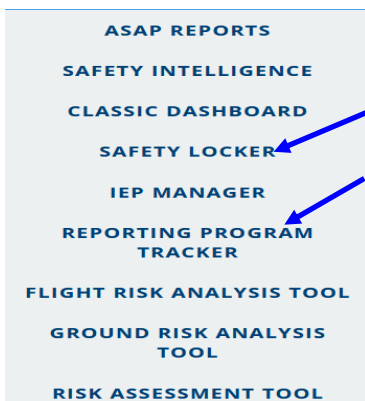 ASAP REPORTS
SAFETY INTELLIGENCE
CLASSIC DASHBOARD
SAFETY LOCKER
IEP MANAGER
REPORTING PROGRAM
TRACKER
FLIGHT RISK ANALYSIS TOOL
GROUND RISK ANALYSIS
TOOL
RISK ASSESSMENT TOOL